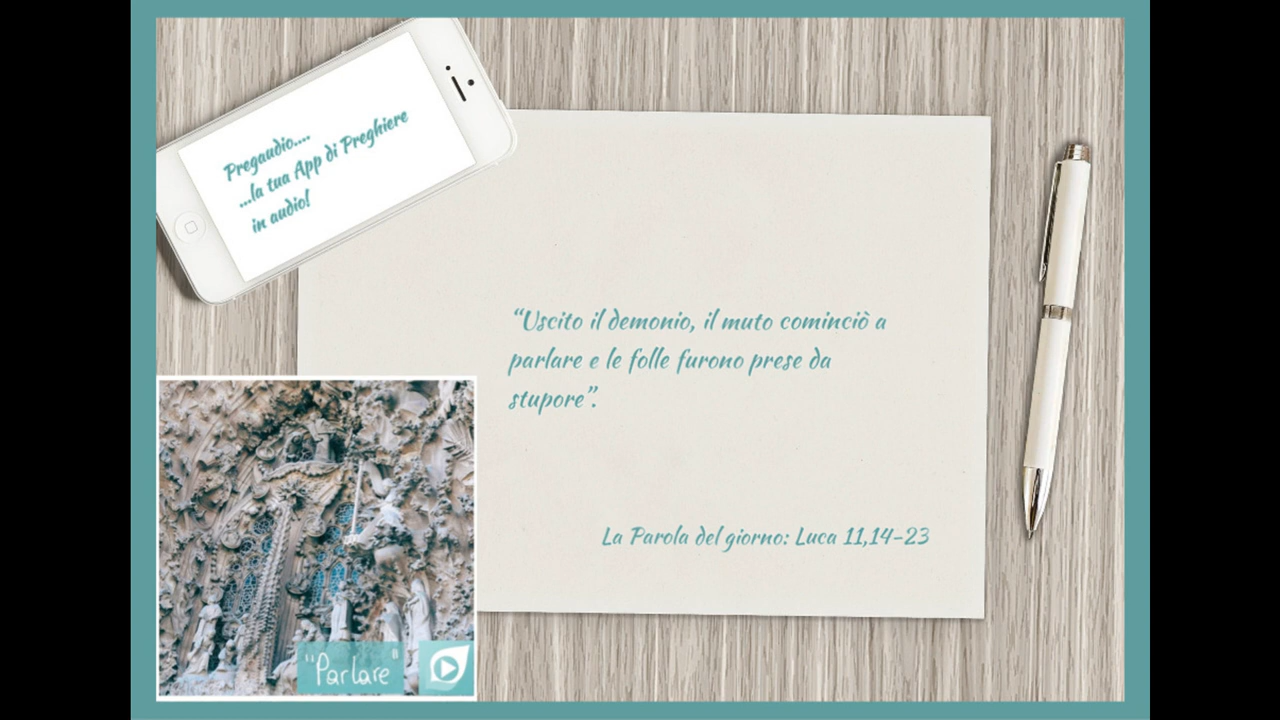 Pregaudio....
...la tua App di Preghiere
in audio!
“Uscito il demonio, il muto cominciò a
parlare e le folle furono prese da
stupore”.
La Parola del giorno: Luca 11,14-23
"Parlare"